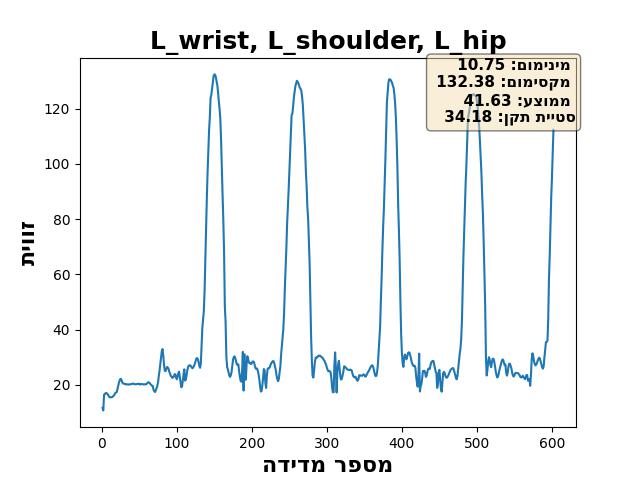 L_wrist, L_shoulder, L_hip
מינימום: 10.75
מקסימום: 132.38
ממוצע: 41.63
סטיית תקן: 34.18
120
100
80
60
40
20
זווית
0 100 200 300 400 500 600
מספר מדידה